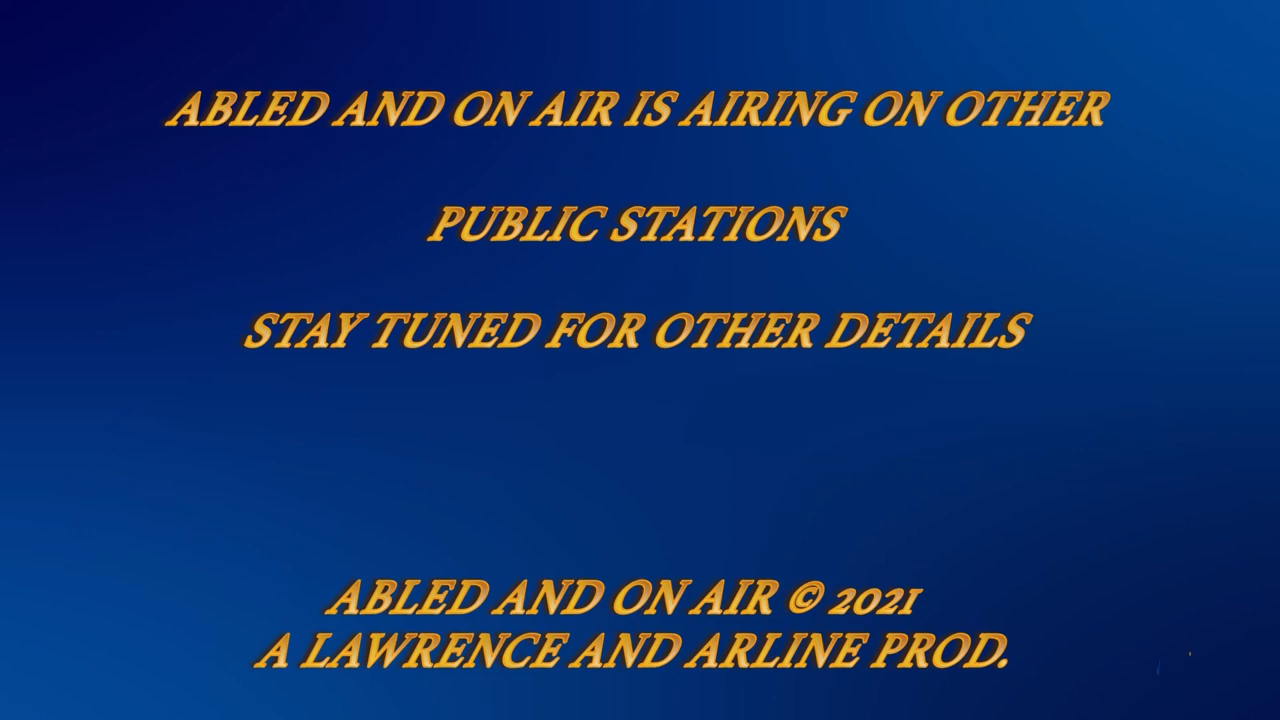 ABLED AND ON AIR IS AIRING ON OTHER
PUBLIC STATIONS
STAY TUNED FOR OTHER DETAILS
ABLED AND ON AIR © 2021
A LAWRENCE AND ARLINE PROD.